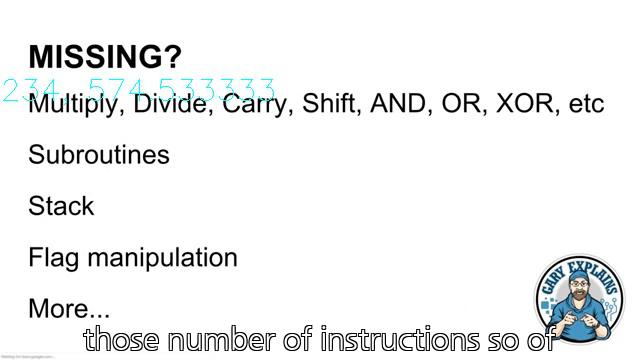 MISSING?
234, 574.533333
Multiply, Divide, Carry, Shift, AND, OR, XOR, etc
Subroutines
Stack
Flag manipulation
GARY EXPLAINS
More...
those number of instructions so of